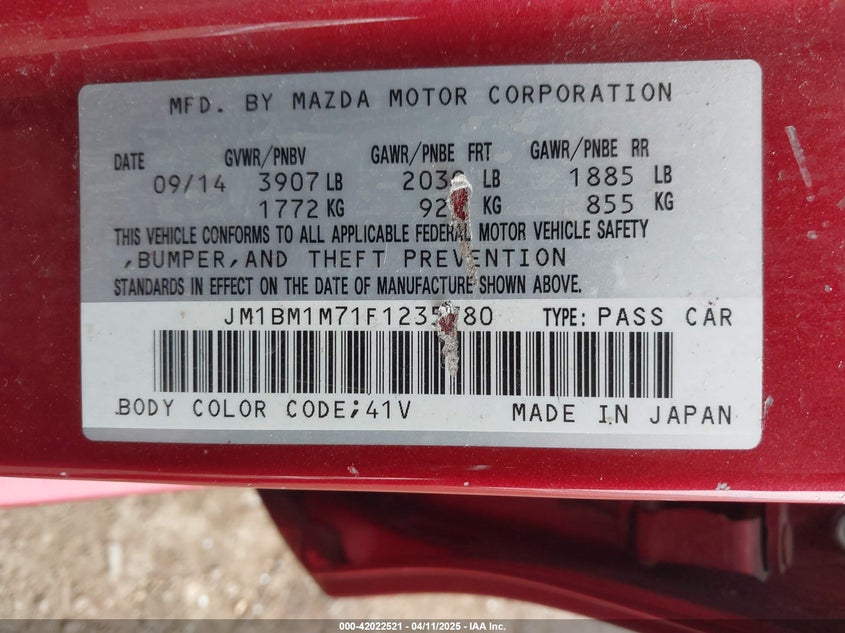 MFD. BY MAZDA MOTOR CORPORATION
DATE GVWR/PNBV GAWR/PNBE FRT GAWR/PNBE RR
09/14 3907 LB LB 1885 LB
1772 KG KG 855 KG
THIS VEHICLE CONFORMS TO ALL APPLICABLE FEDERAL MOTOR VEHICLE SAFETY
,BUMPER,AND THEFT PREVENTION
STANDARDS IN EFFECT ON THE DATE OF MANUFACTURE SHOWN ABOVE.
TYPE: PASS CAR
BODY COLOR CODE;41V MADE IN JAPAN
000-42022521 - 04/11/2025 - IAA Inc.